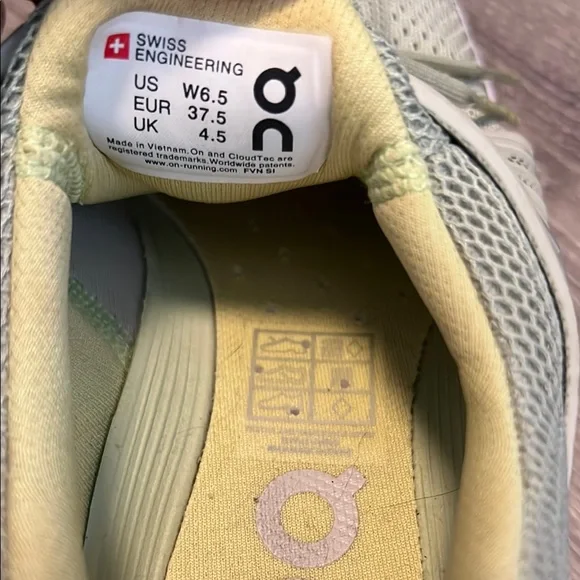 SWISS
ENGINEERING
US W6.5
EUR 37.5
UK 4.5
Made in Vietnam.On and CloudTec are
registered trademarks.Worldwide patents.
www.on-running.com FVN SI